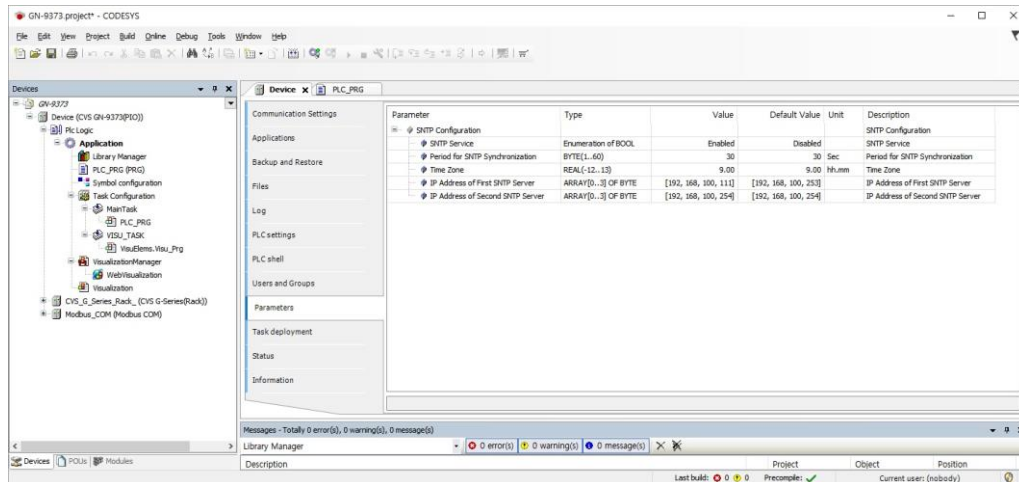 GN-9373.project* - CODESYS
File Edit View Project Build Online Debug Tools Window Help
Devices
GN-9373
Device (CVS GN-9373(PIO))
Plc Logic
Application
Library Manager
PLC_PRG (PRG)
Symbol configuration
Task Configuration
MainTask
PLC_PRG
VISU_TASK
VisuElems.Visu_Prg
VisualizationManager
WebVisualization
Visualization
CVS_G_Series_Rack_ (CVS G-Series(Rack))
Modbus_COM (Modbus COM)
Devices POUs Modules
Device PLC_PRG
Communication Settings
Applications
Backup and Restore
Files
Log
PLC settings
PLC shell
Users and Groups
Parameters
Task deployment
Status
Information
Parameter Type Value Default Value Unit Description
SNTP Configuration SNTP Configuration
SNTP Service Enumeration of BOOL Enabled Disabled SNTP Service
Period for SNTP Synchronization BYTE(1..60) 30 30 Sec Period for SNTP Synchronization
Time Zone REAL(-12..13) 9.00 9.00 hh.mm Time Zone
IP Address of First SNTP Server ARRAY[0..3] OF BYTE [192, 168, 100, 111] [192, 168, 100, 253] IP Address of First SNTP Server
IP Address of Second SNTP Server ARRAY[0..3] OF BYTE [192, 168, 100, 254] [192, 168, 100, 254] IP Address of Second SNTP Server
Messages - Totally 0 error(s), 0 warning(s), 0 message(s)
Library Manager 0 error(s) 0 warning(s) 0 message(s)
Description Project Object Position
Last build: 0 0 Precompile: Current user: (nobody)